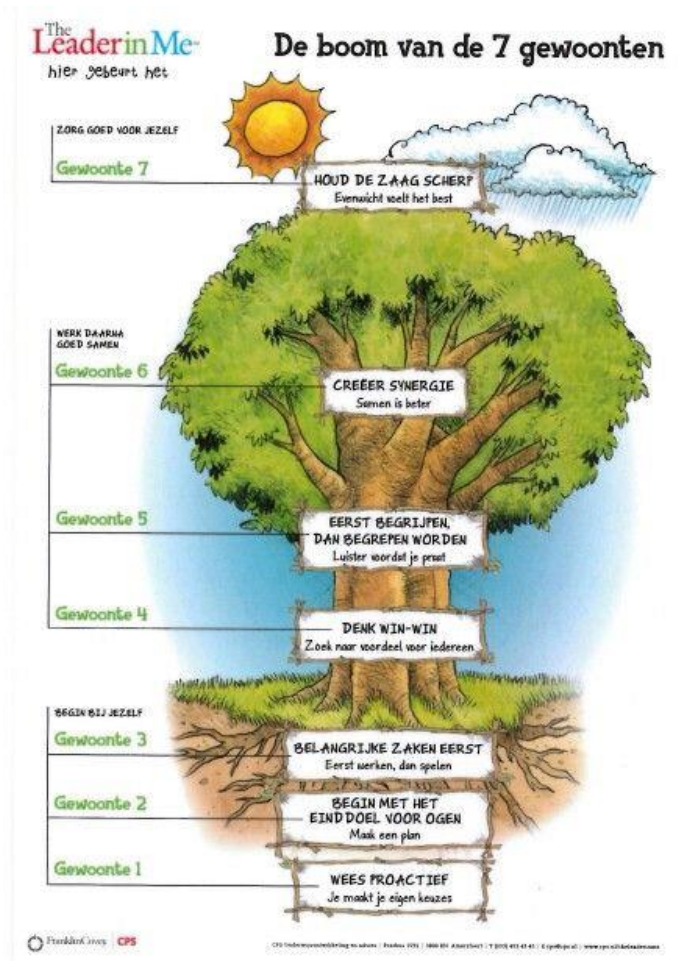 The
Leader in Me
hier gebeurt het
De boom van de 7 gewoonten
ZORG GOED VOOR JEZELF
Gewoonte 7
HOUD DE ZAAG SCHERP
Evenwicht voelt het best
WERK DAARNA
GOED SAMEN
Gewoonte 6
CREËER SYNERGIE
Samen is beter
Gewoonte 5
EERST BEGRIJPEN,
DAN BEGREPEN WORDEN
Luister voordat je praat
Gewoonte 4
DENK WIN-WIN
Zoek naar voordeel voor iedereen
BEGIN BIJ JEZELF
Gewoonte 3
BELANGRIJKE ZAKEN EERST
Eerst werken, dan spelen
Gewoonte 2
BEGIN MET HET
EINDDOEL VOOR OGEN
Maak een plan
Gewoonte 1
WEES PROACTIEF
Je maakt je eigen keuzes
FranklinCovey | CPS